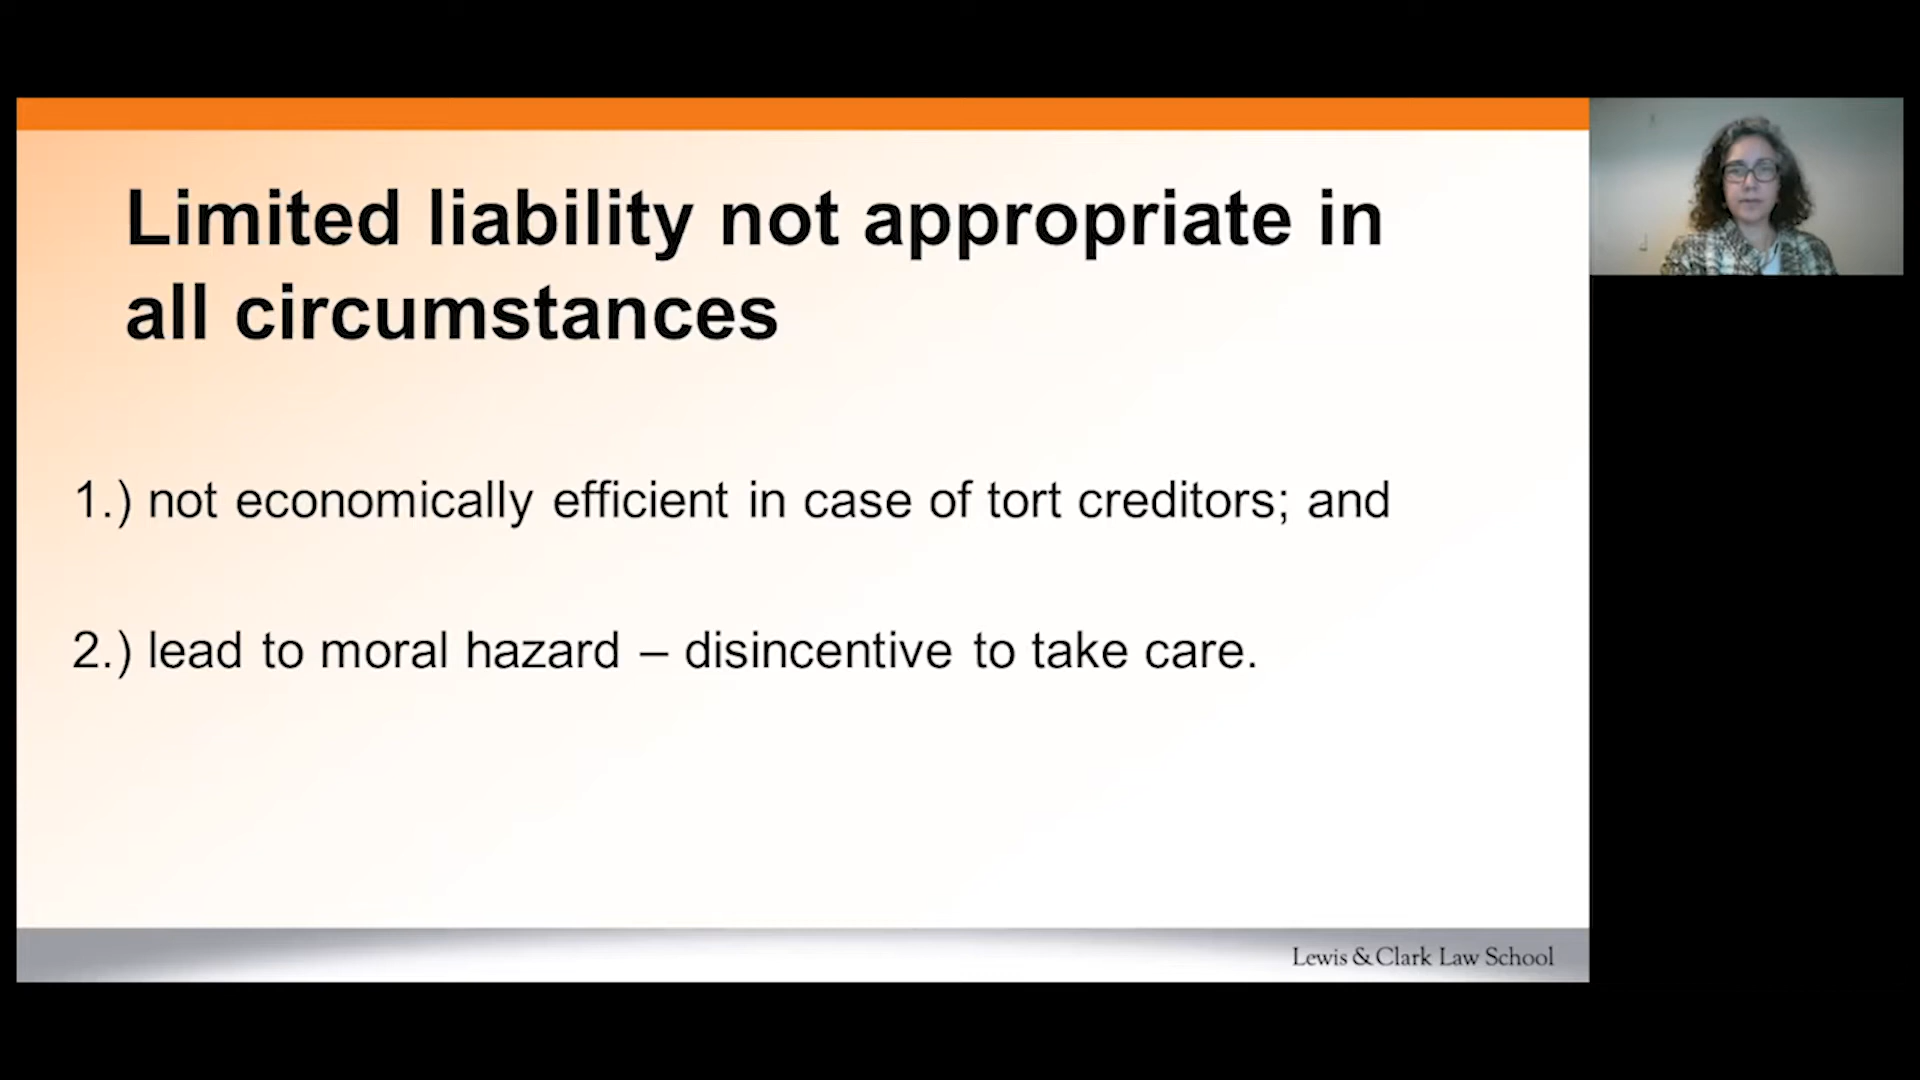 Limited liability not appropriate in
all circumstances
1.) not economically efficient in case of tort creditors; and
2.) lead to moral hazard – disincentive to take care.
Lewis & Clark Law School